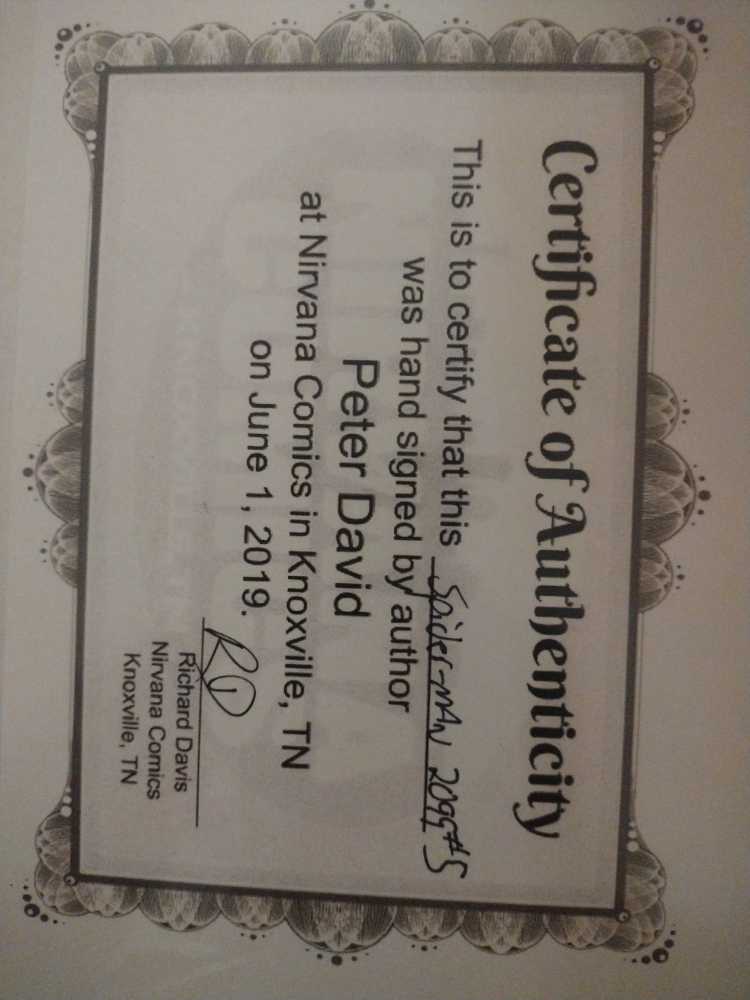 Certificate of Authenticity
This is to certify that this Spider-MAN 2099#5
was hand signed by author
Peter David
at Nirvana Comics in Knoxville, TN
on June 1, 2019.
RD
Richard Davis
Nirvana Comics
Knoxville, TN